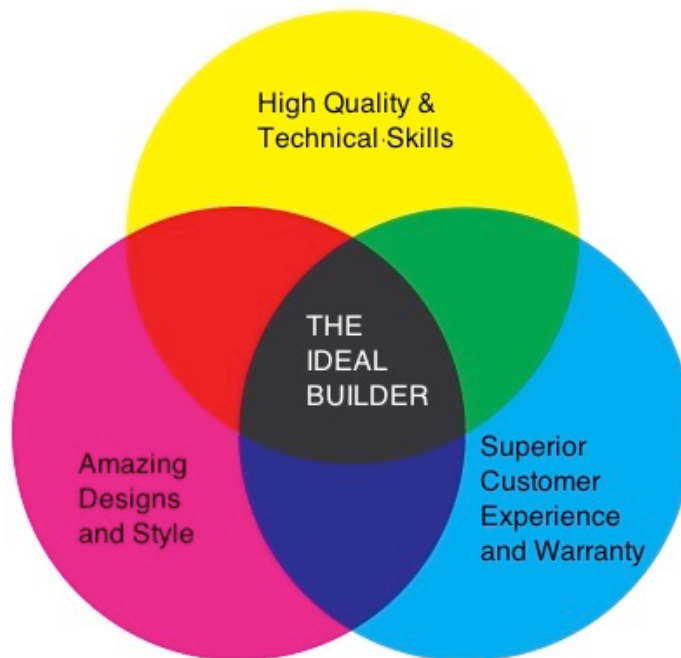 High Quality &
Technical Skills
THE
IDEAL
BUILDER
Amazing
Designs
and Style
Superior
Customer
Experience
and Warranty